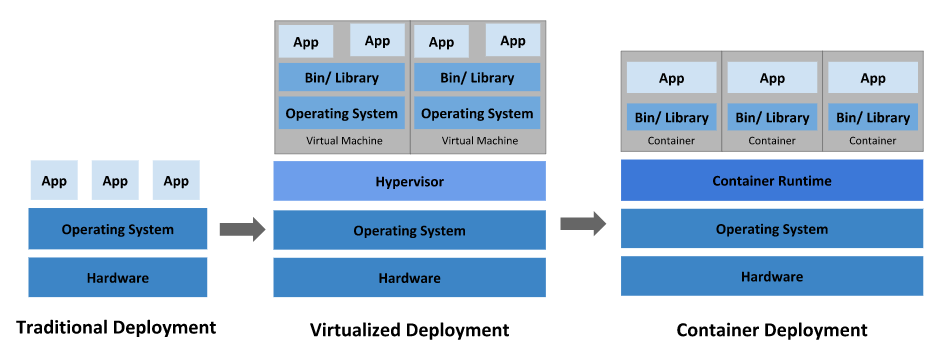 App App App
Operating System
Hardware
Traditional Deployment
App App App App
Bin/ Library Bin/ Library
Operating System Operating System
Virtual Machine Virtual Machine
Hypervisor
Operating System
Hardware
Virtualized Deployment
App App App
Bin/ Library Bin/ Library Bin/ Library
Container Container Container
Container Runtime
Operating System
Hardware
Container Deployment